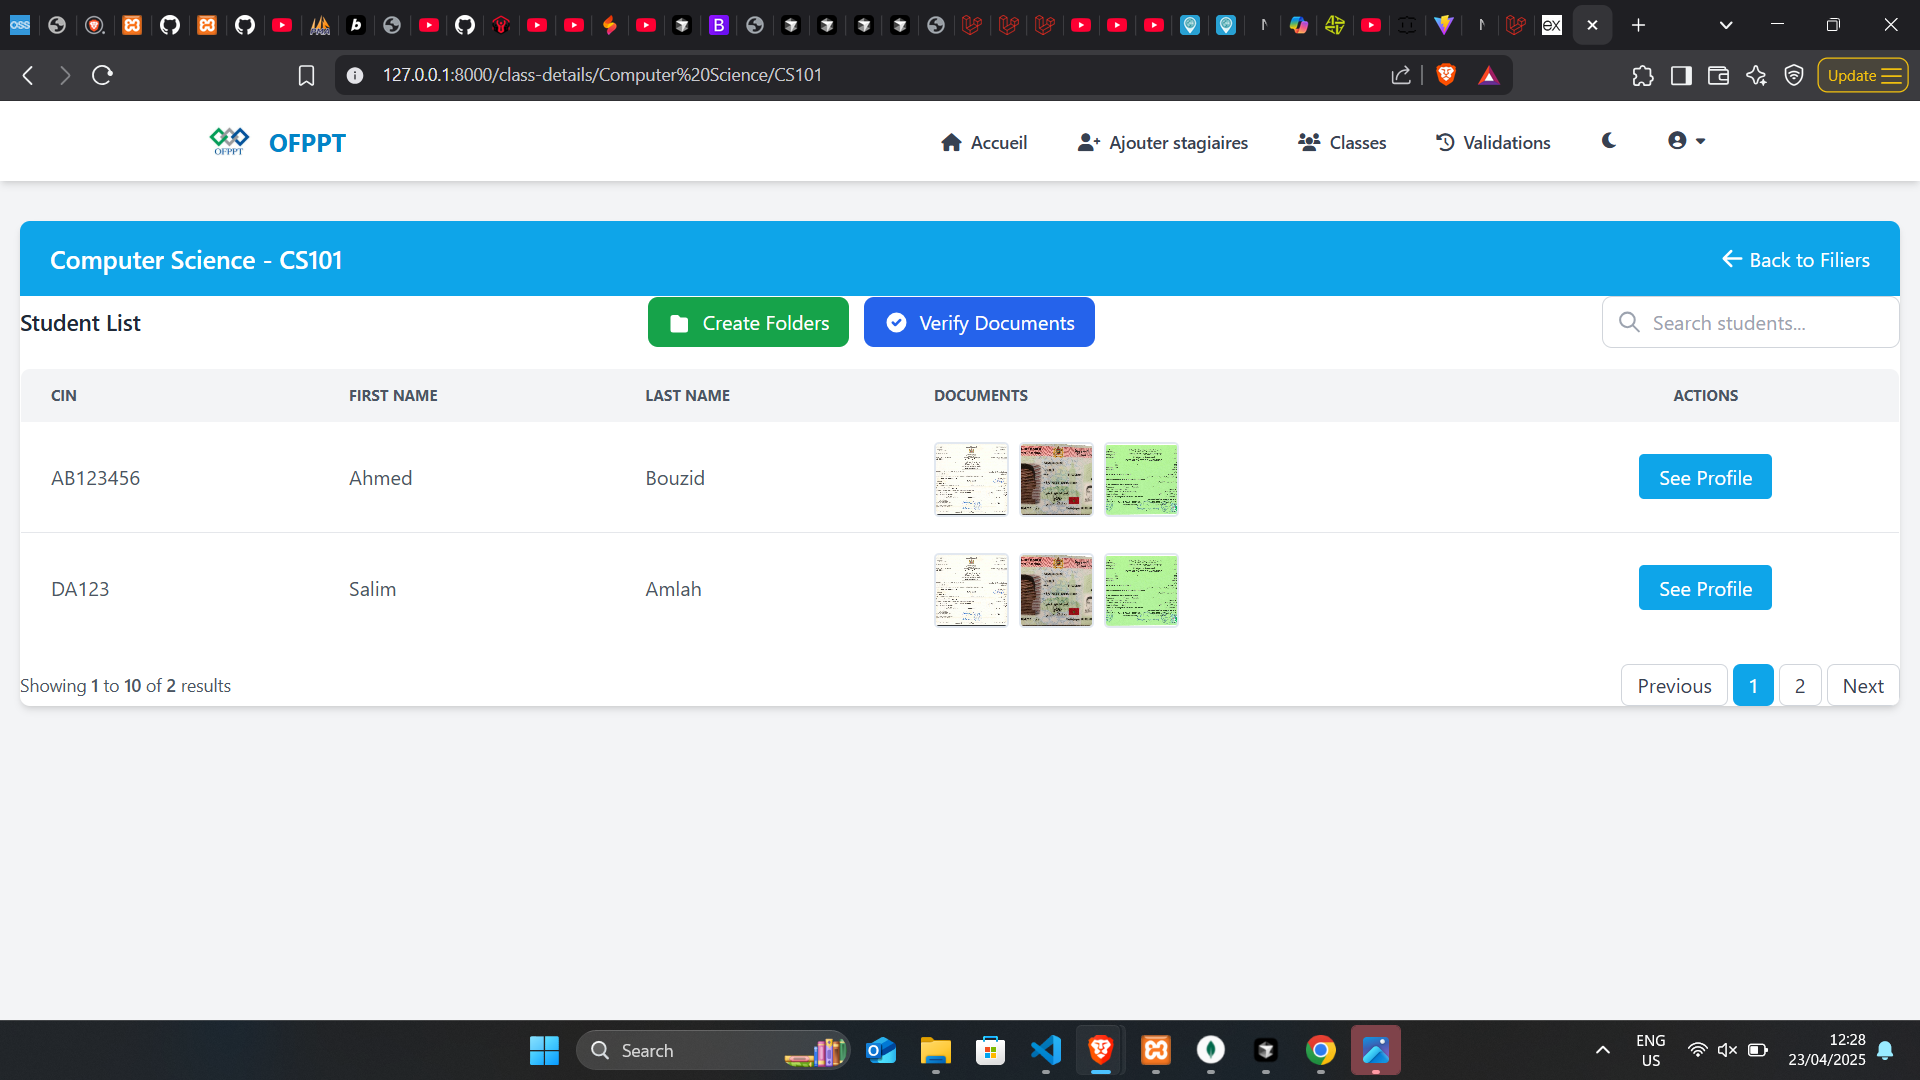 127.0.0.1:8000/class-details/Computer%20Science/CS101
Update
OFPPT
OFPPT
Accueil
Ajouter stagiaires
Classes
Validations
Computer Science - CS101
Back to Filiers
Student List
Create Folders
Verify Documents
Search students...
CIN
FIRST NAME
LAST NAME
DOCUMENTS
ACTIONS
AB123456
Ahmed
Bouzid
See Profile
DA123
Salim
Amlah
See Profile
Showing 1 to 10 of 2 results
Previous
1
2
Next
Search
ENG
US
12:28
23/04/2025